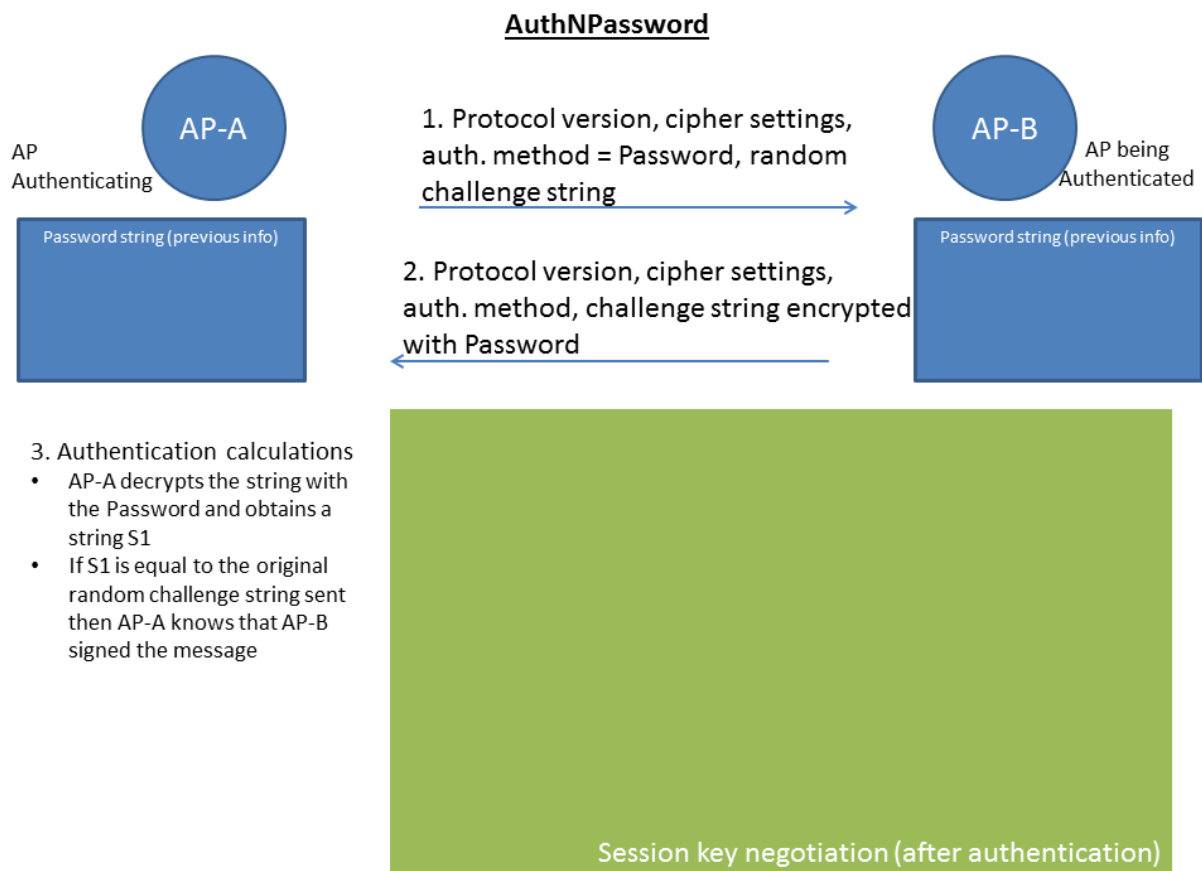 AuthNPassword
AP-A
AP
Authenticating
1. Protocol version, cipher settings,
auth. method = Password, random
challenge string
AP-B
AP being
Authenticated
Password string (previous info)
2. Protocol version, cipher settings,
auth. method, challenge string encrypted
with Password
Password string (previous info)
3. Authentication calculations
• AP-A decrypts the string with
the Password and obtains a
string S1
• If S1 is equal to the original
random challenge string sent
then AP-A knows that AP-B
signed the message
Session key negotiation (after authentication)